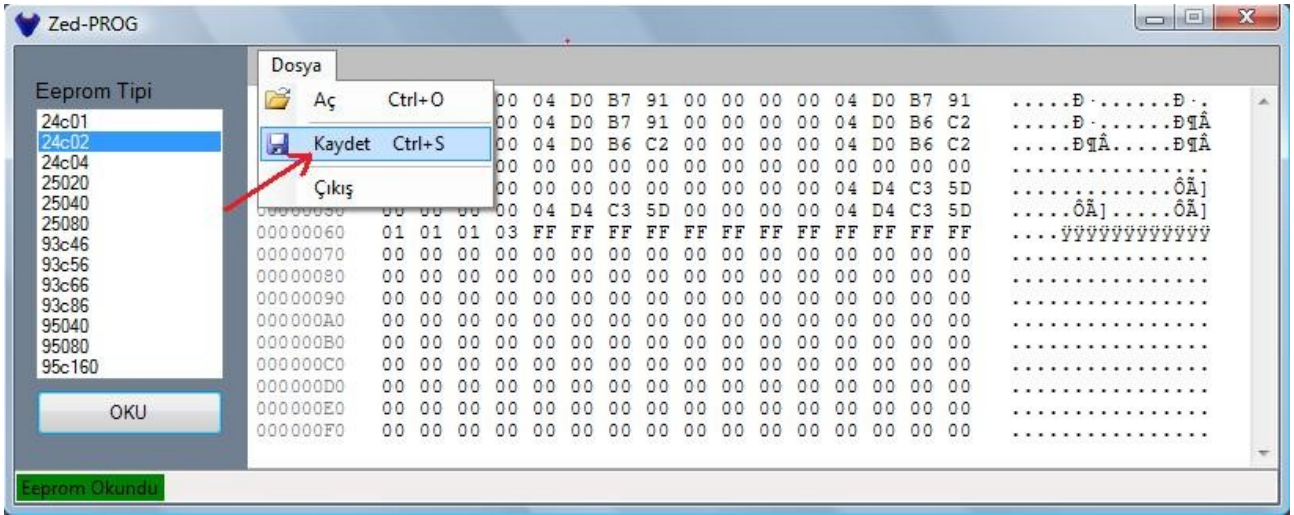 Zed-PROG
Dosya
Eeprom Tipi
24c01
24c02
24c04
25020
25040
25080
93c46
93c56
93c66
93c86
95040
95080
95c160
OKU
Aç Ctrl+O
Kaydet Ctrl+S
Çıkış
00 04 D0 B7 91 00 00 00 00 04 D0 B7 91 .....Ð·......Ð·.
00 04 D0 B7 91 00 00 00 00 04 D0 B6 C2 .....Ð·......Ð¶Â
00 04 D0 B6 C2 00 00 00 00 04 D0 B6 C2 .....Ð¶Â.....Ð¶Â
00 00 00 00 00 00 00 00 00 00 00 00 00 ................
00 00 00 00 00 00 00 00 00 04 D4 C3 5D .............ÔÃ]
00 04 D4 C3 5D 00 00 00 00 04 D4 C3 5D .....ÔÃ].....ÔÃ]
00000060 01 01 01 03 FF FF FF FF FF FF FF FF FF FF FF FF ....ÿÿÿÿÿÿÿÿÿÿÿÿ
00000070 00 00 00 00 00 00 00 00 00 00 00 00 00 00 00 00 ................
00000080 00 00 00 00 00 00 00 00 00 00 00 00 00 00 00 00 ................
00000090 00 00 00 00 00 00 00 00 00 00 00 00 00 00 00 00 ................
000000A0 00 00 00 00 00 00 00 00 00 00 00 00 00 00 00 00 ................
000000B0 00 00 00 00 00 00 00 00 00 00 00 00 00 00 00 00 ................
000000C0 00 00 00 00 00 00 00 00 00 00 00 00 00 00 00 00 ................
000000D0 00 00 00 00 00 00 00 00 00 00 00 00 00 00 00 00 ................
000000E0 00 00 00 00 00 00 00 00 00 00 00 00 00 00 00 00 ................
000000F0 00 00 00 00 00 00 00 00 00 00 00 00 00 00 00 00 ................
Eeprom Okundu